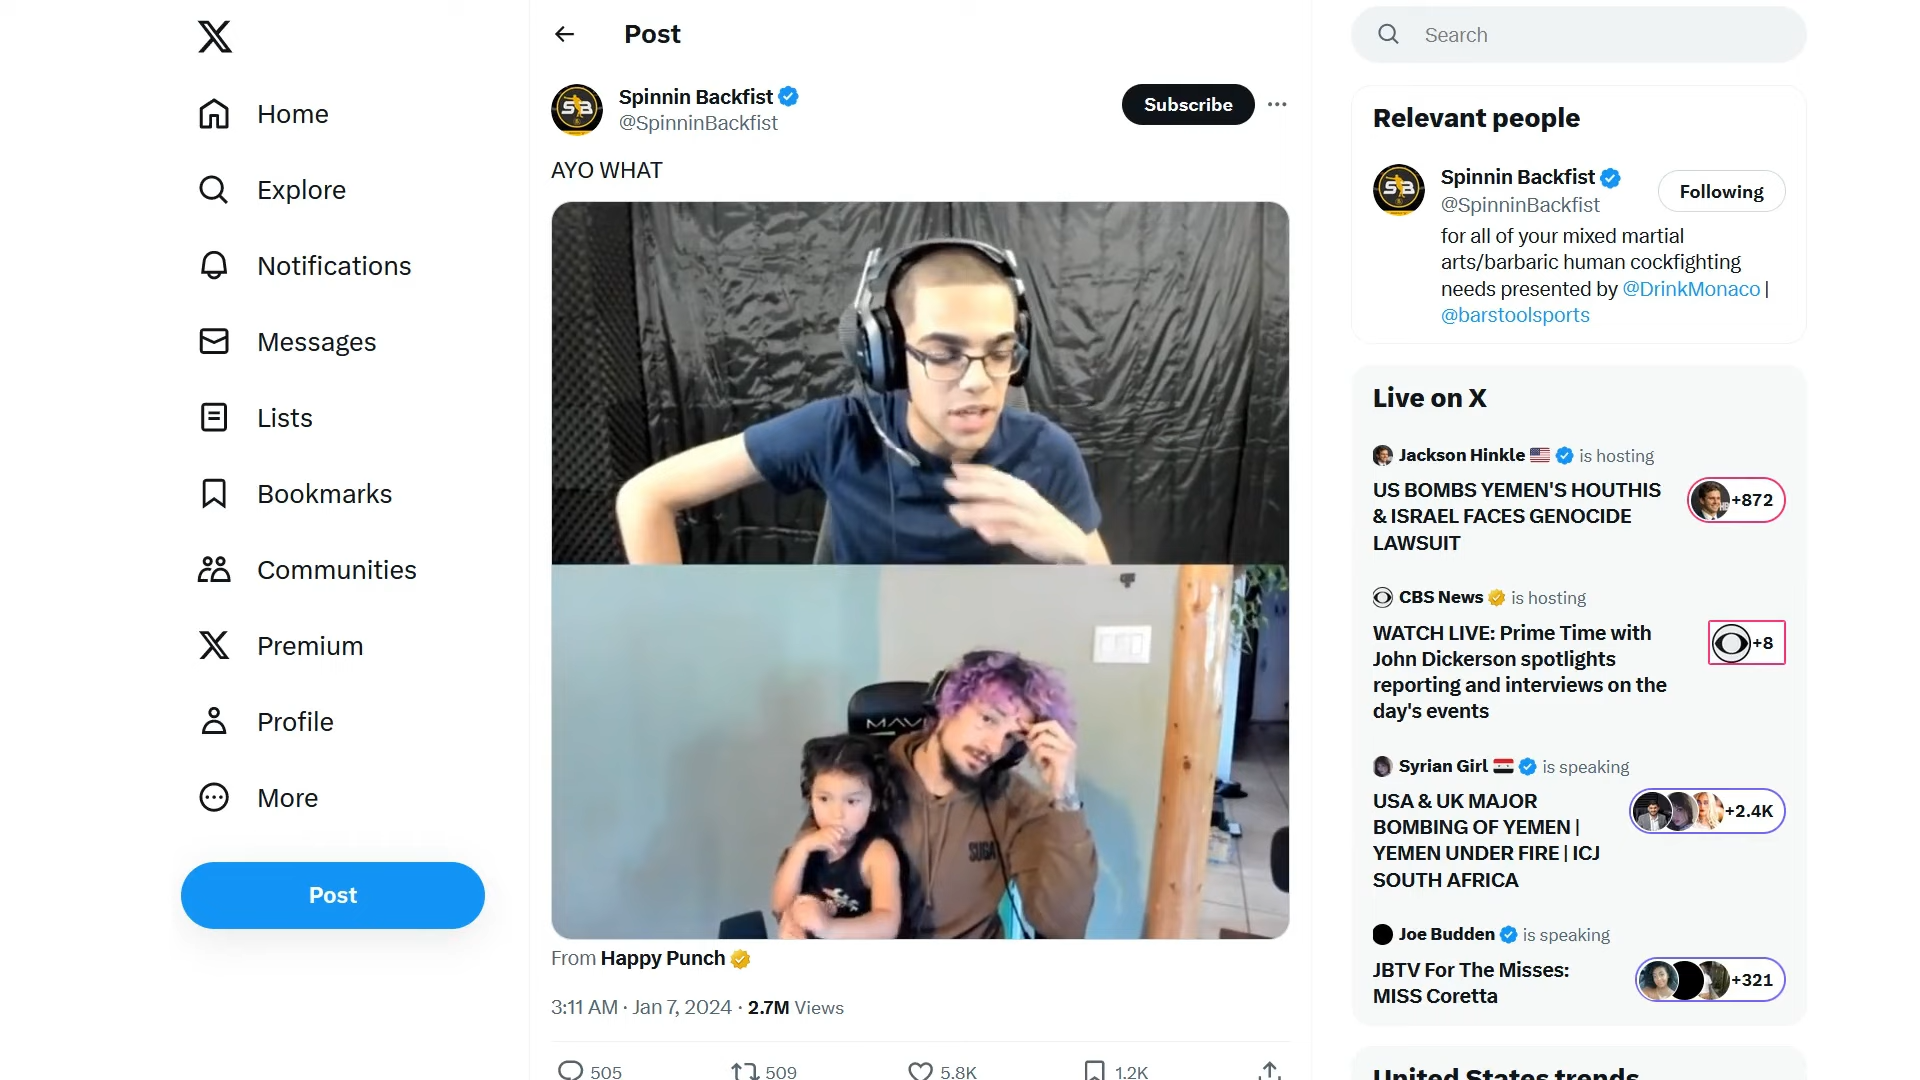 Home
Explore
Notifications
Messages
Lists
Bookmarks
Communities
Premium
Profile
More
Post
Post
Spinnin Backfist
@SpinninBackfist
Subscribe
AYO WHAT
SB
MAV
SUGA
From Happy Punch
3:11 AM · Jan 7, 2024 · 2.7M Views
505
509
5.8K
1.2K
Search
Relevant people
SB
Spinnin Backfist
@SpinninBackfist
Following
for all of your mixed martial
arts/barbaric human cockfighting
needs presented by @DrinkMonaco |
@barstoolsports
Live on X
Jackson Hinkle is hosting
US BOMBS YEMEN'S HOUTHIS
& ISRAEL FACES GENOCIDE
LAWSUIT
+872
CBS News is hosting
WATCH LIVE: Prime Time with
John Dickerson spotlights
reporting and interviews on the
day's events
+8
Syrian Girl is speaking
USA & UK MAJOR
BOMBING OF YEMEN |
YEMEN UNDER FIRE | ICJ
SOUTH AFRICA
+2.4K
Joe Budden is speaking
JBTV For The Misses:
MISS Coretta
+321
United States trends